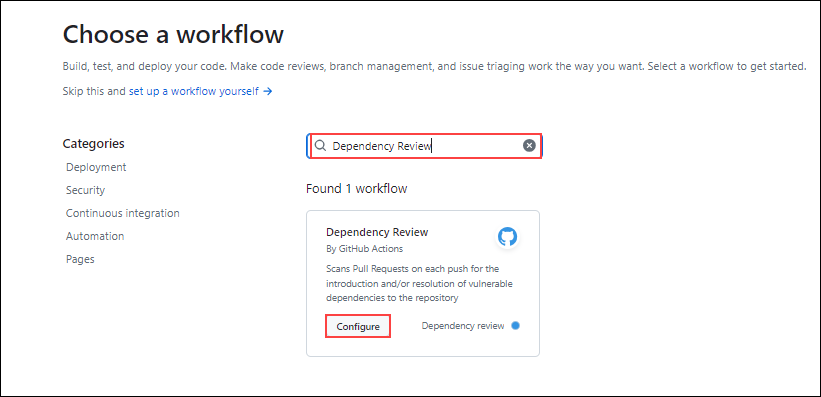 Choose a workflow
Build, test, and deploy your code. Make code reviews, branch management, and issue triaging work the way you want. Select a workflow to get started.
Skip this and set up a workflow yourself →
Categories
Deployment
Security
Continuous integration
Automation
Pages
Dependency Review
Found 1 workflow
Dependency Review
By GitHub Actions
Scans Pull Requests on each push for the
introduction and/or resolution of vulnerable
dependencies to the repository
Configure
Dependency review